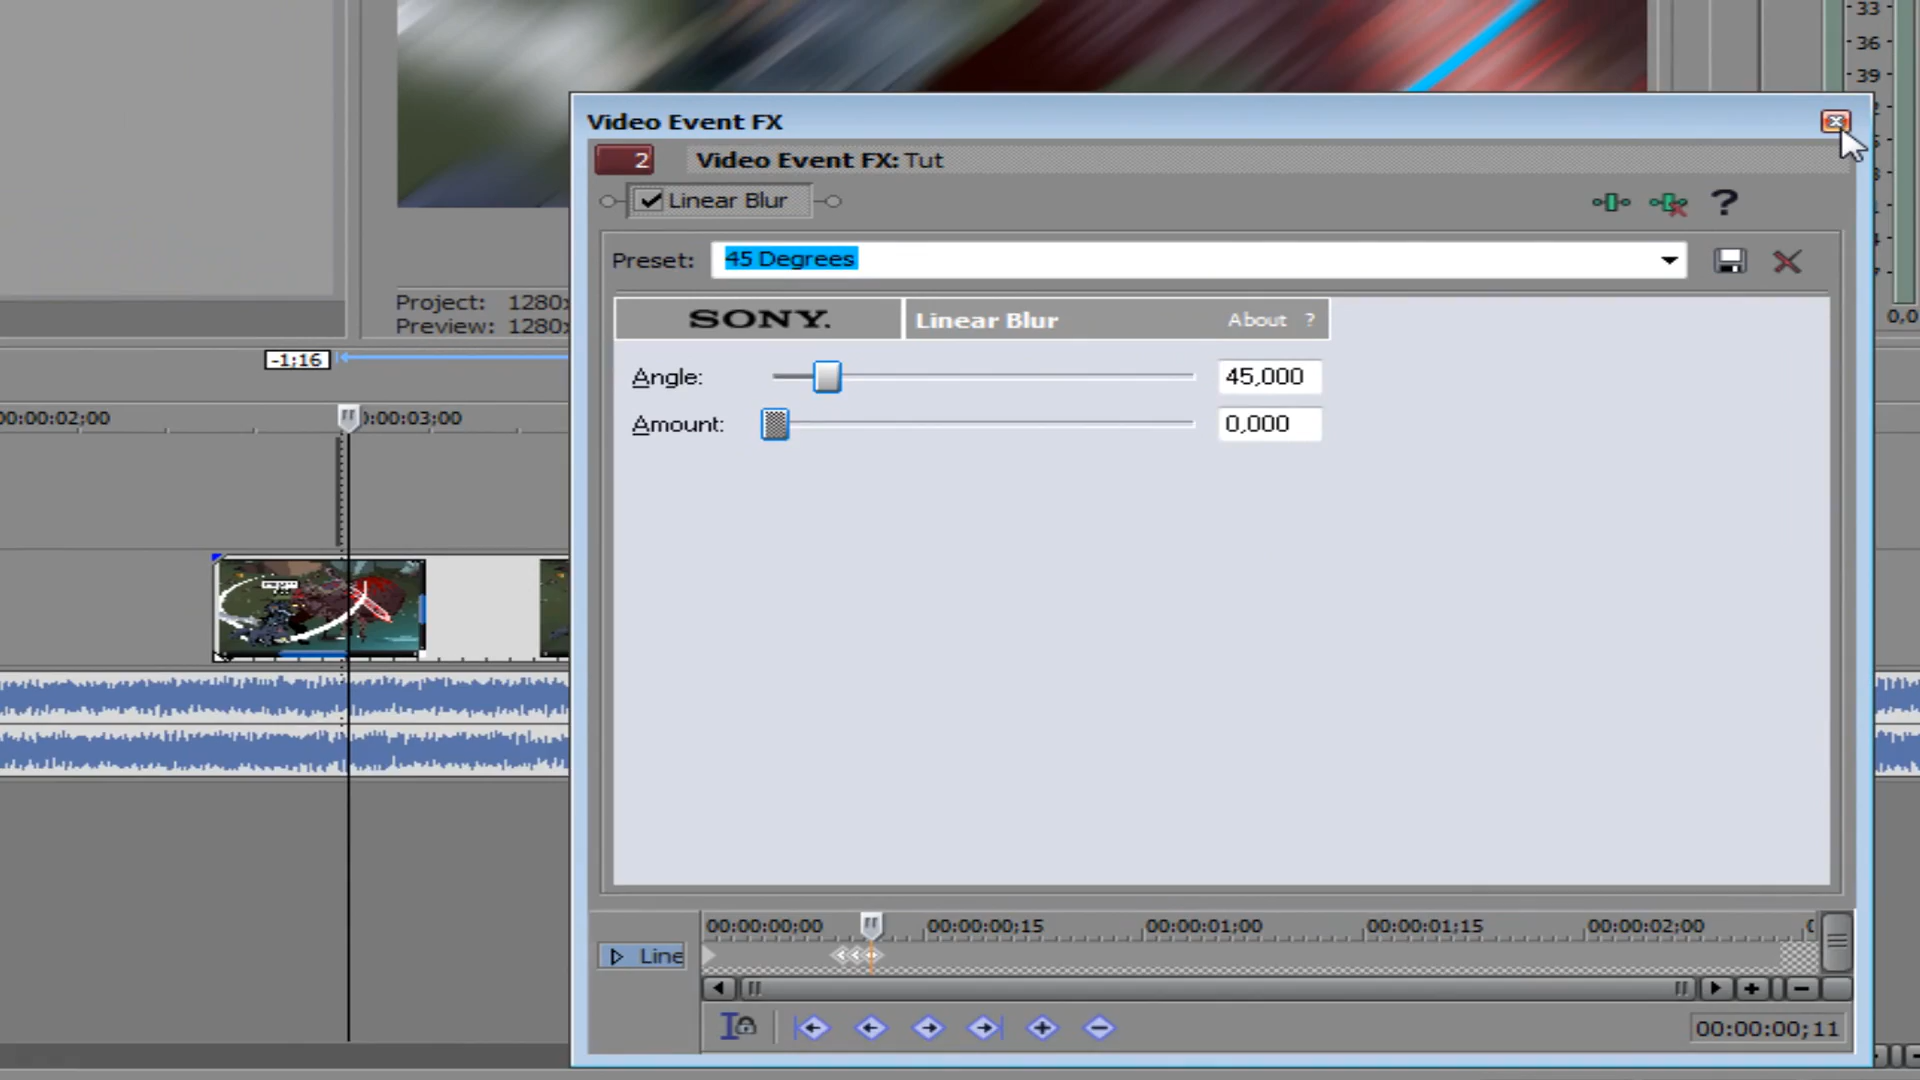 33
36
39
Video Event FX
2 Video Event FX: Tut
Linear Blur ?
Preset: 45 Degrees
SONY. Linear Blur About ?
Project: 1280x
Preview: 1280x
0,0
-1;16
Angle: 45,000
00:00:02;00 00:00:03;00
Amount: 0,000
00:00:00;00 00:00:00;15 00:00:01;00 00:00:01;15 00:00:02;00
Line
00:00:00;11